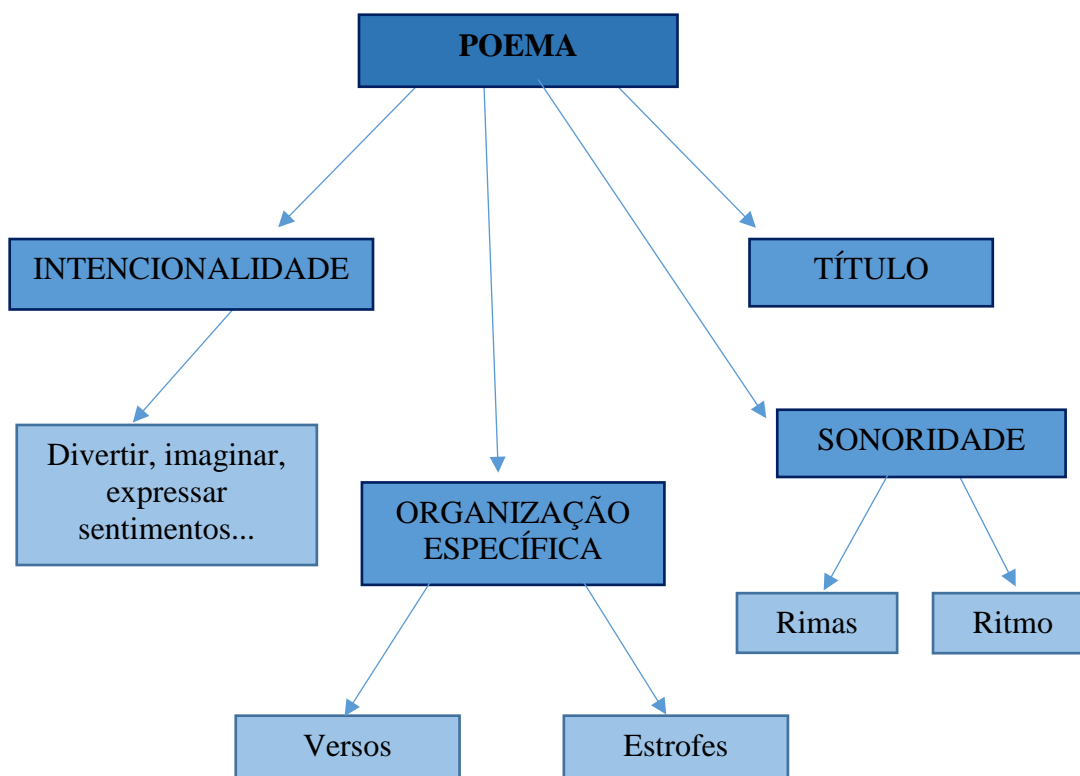 POEMA
INTENCIONALIDADE
TÍTULO
Divertir, imaginar,
expressar
sentimentos...
SONORIDADE
ORGANIZAÇÃO
ESPECÍFICA
Rimas
Ritmo
Versos
Estrofes